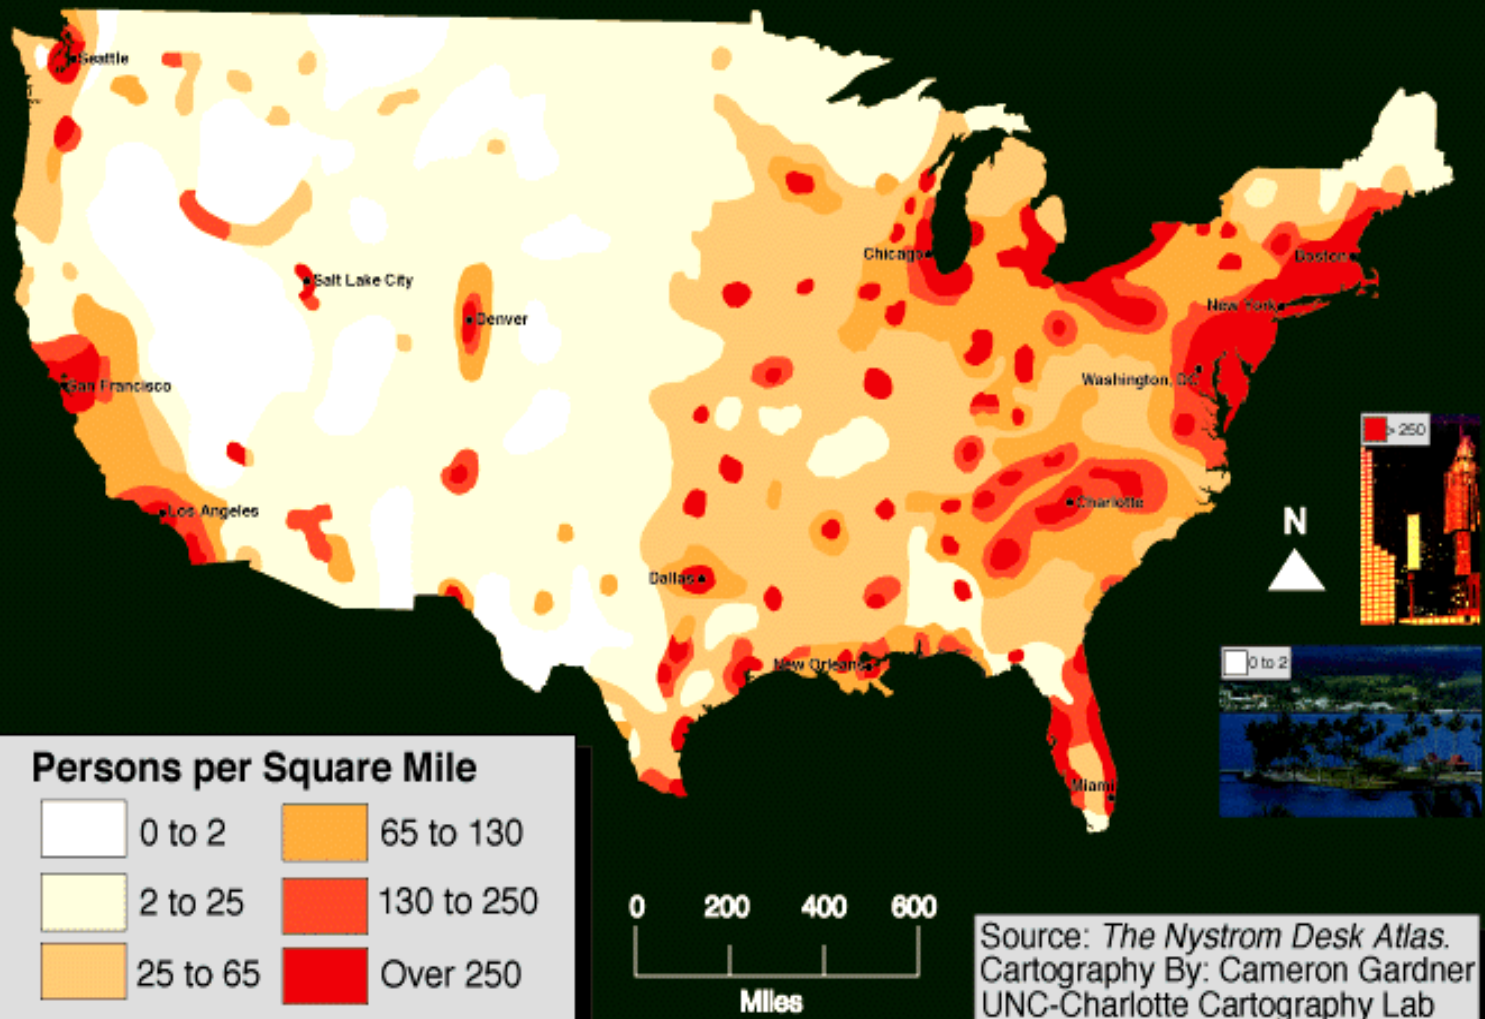 Seattle
Salt Lake City
Denver
San Francisco
Los Angeles
Chicago
Boston
New York
Washington, DC
Charlotte
Dallas
New Orleans
Miami
> 250
N
0 to 2
Persons per Square Mile
0 to 2
65 to 130
2 to 25
130 to 250
25 to 65
Over 250
0 200 400 600
Miles
Source: The Nystrom Desk Atlas.
Cartography By: Cameron Gardner
UNC-Charlotte Cartography Lab